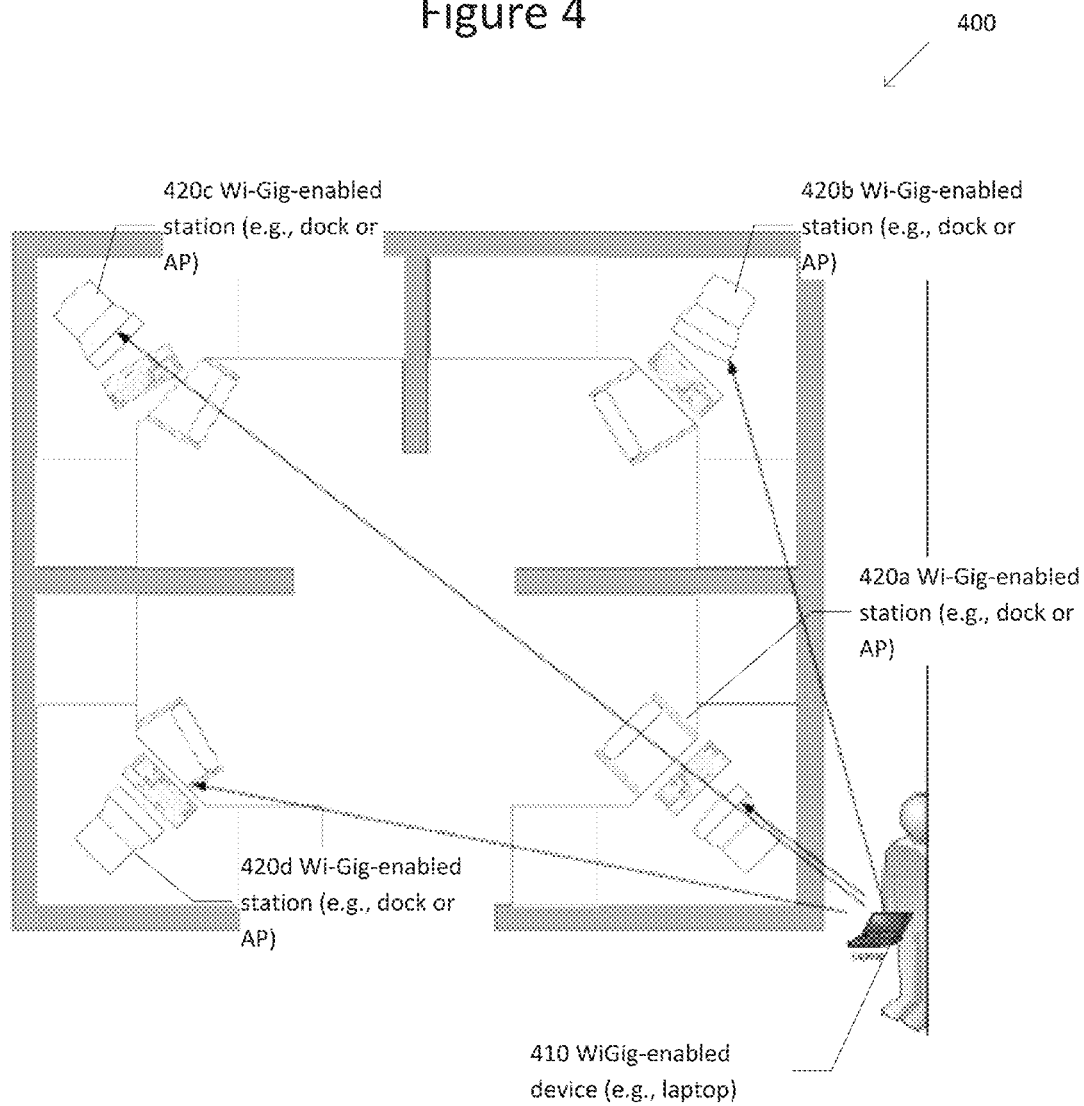 Figure 4
400
420c Wi-Gig-enabled
station (e.g., dock or
AP)
420b Wi-Gig-enabled
station (e.g., dock or
AP)
420a Wi-Gig-enabled
station (e.g., dock or
AP)
420d Wi-Gig-enabled
station (e.g., dock or
AP)
410 WiGig-enabled
device (e.g., laptop)